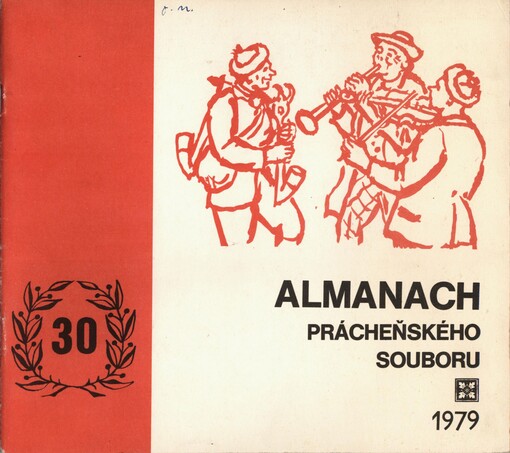 ALMANACH
PRÁCHEŇSKÉHO
SOUBORU
30
1979